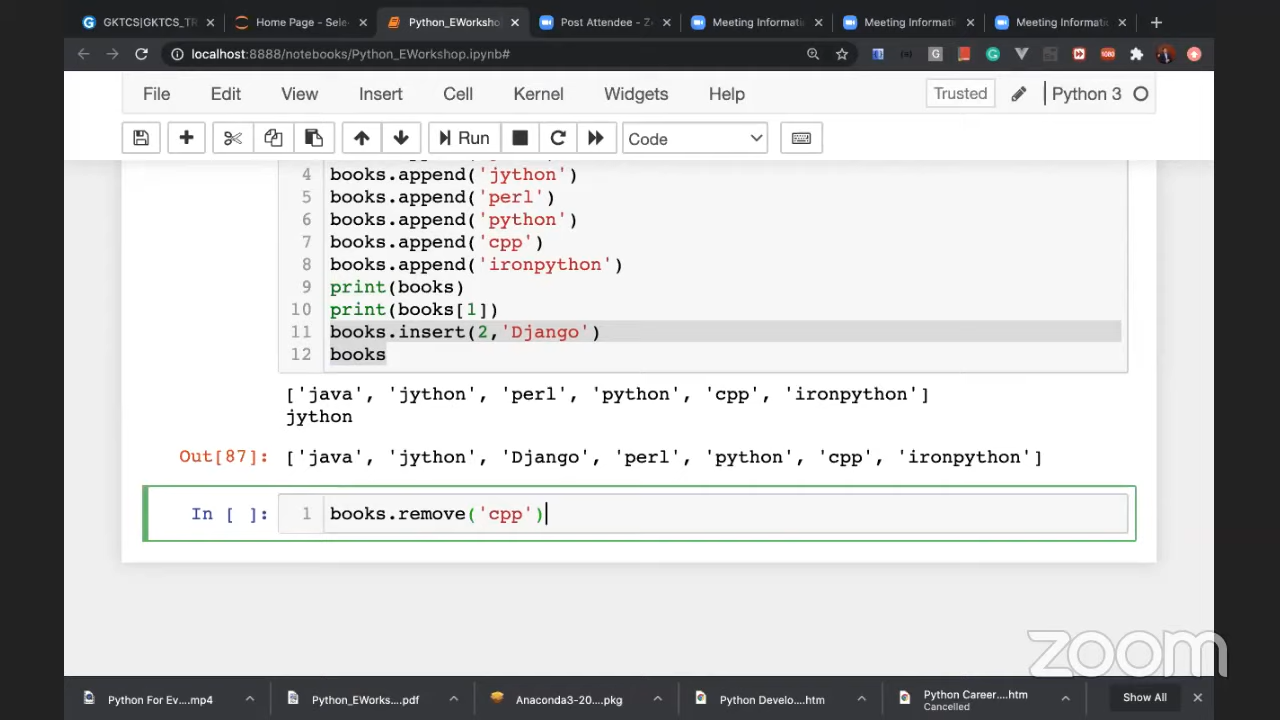 GKTCS|GKTCS_TR
Home Page - Sele
Python_EWorksho
Post Attendee - Z
Meeting Informati
Meeting Informati
Meeting Informati
localhost:8888/notebooks/Python_EWorkshop.ipynb#
File Edit View Insert Cell Kernel Widgets Help Trusted Python 3
Run Code
4 books.append('jython')
5 books.append('perl')
6 books.append('python')
7 books.append('cpp')
8 books.append('ironpython')
9 print(books)
10 print(books[1])
11 books.insert(2,'Django')
12 books
['java', 'jython', 'perl', 'python', 'cpp', 'ironpython']
jython
Out[87]: ['java', 'jython', 'Django', 'perl', 'python', 'cpp', 'ironpython']
In [ ]: 1 books.remove('cpp')
zoom
Python For Ev....mp4
Python_EWorks....pdf
Anaconda3-20....pkg
Python Develo....htm
Python Career....htm
Cancelled
Show All